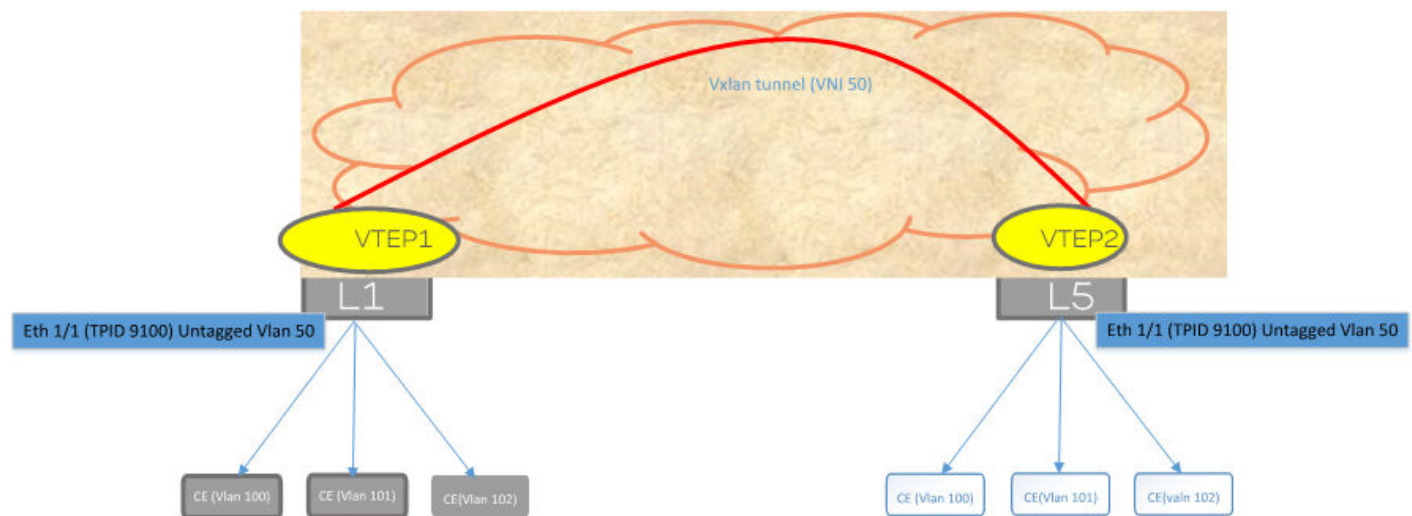 Vxlan tunnel (VNI 50)
VTEP1
VTEP2
L1
L5
Eth 1/1 (TPID 9100) Untagged Vlan 50
Eth 1/1 (TPID 9100) Untagged Vlan 50
CE (Vlan 100)
CE (Vlan 101)
CE(Vlan 102)
CE (Vlan 100)
CE(Vlan 101)
CE(valn 102)